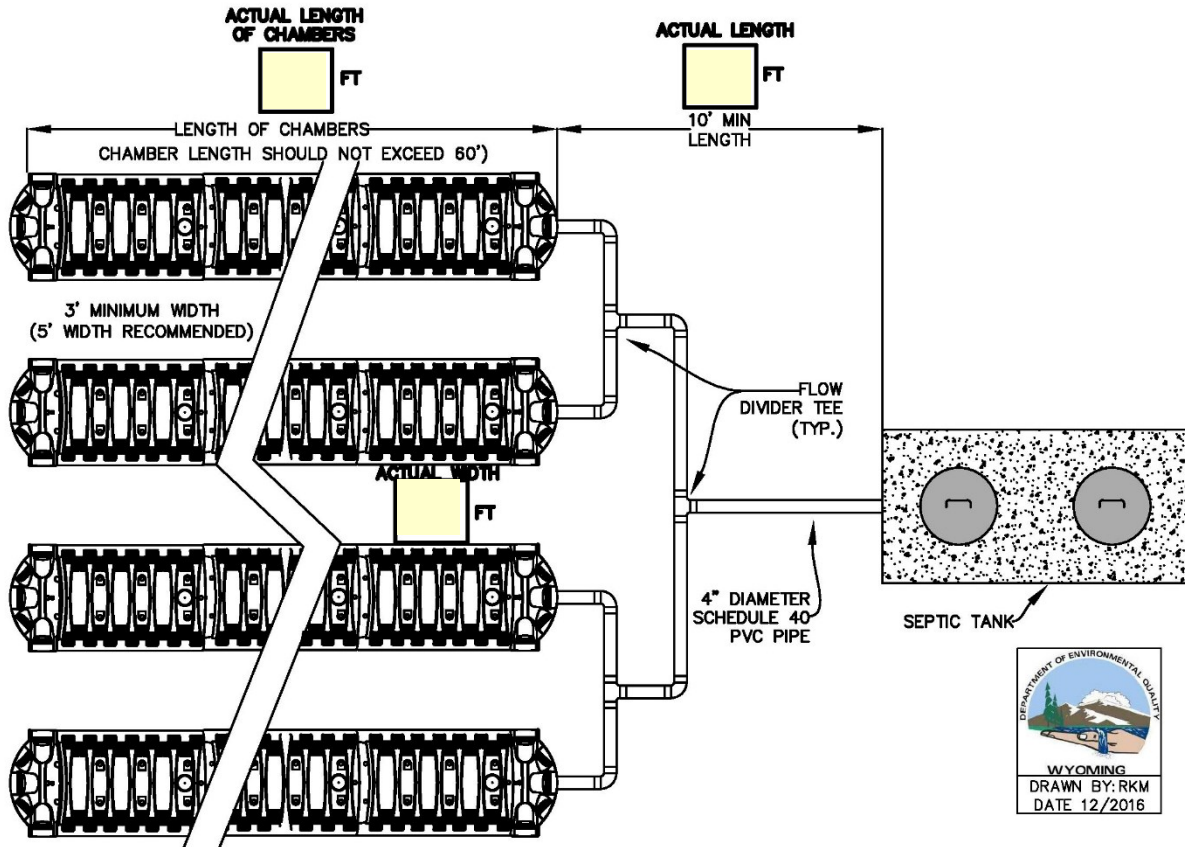 ACTUAL LENGTH
OF CHAMBERS
FT
ACTUAL LENGTH
FT
LENGTH OF CHAMBERS
CHAMBER LENGTH SHOULD NOT EXCEED 60')
10' MIN
LENGTH
3' MINIMUM WIDTH
(5' WIDTH RECOMMENDED)
FLOW
DIVIDER TEE
(TYP.)
ACTUAL WIDTH
FT
4" DIAMETER
SCHEDULE 40
PVC PIPE
SEPTIC TANK
DEPARTMENT OF ENVIRONMENTAL QUALITY
WYOMING
DRAWN BY: RKM
DATE 12/2016